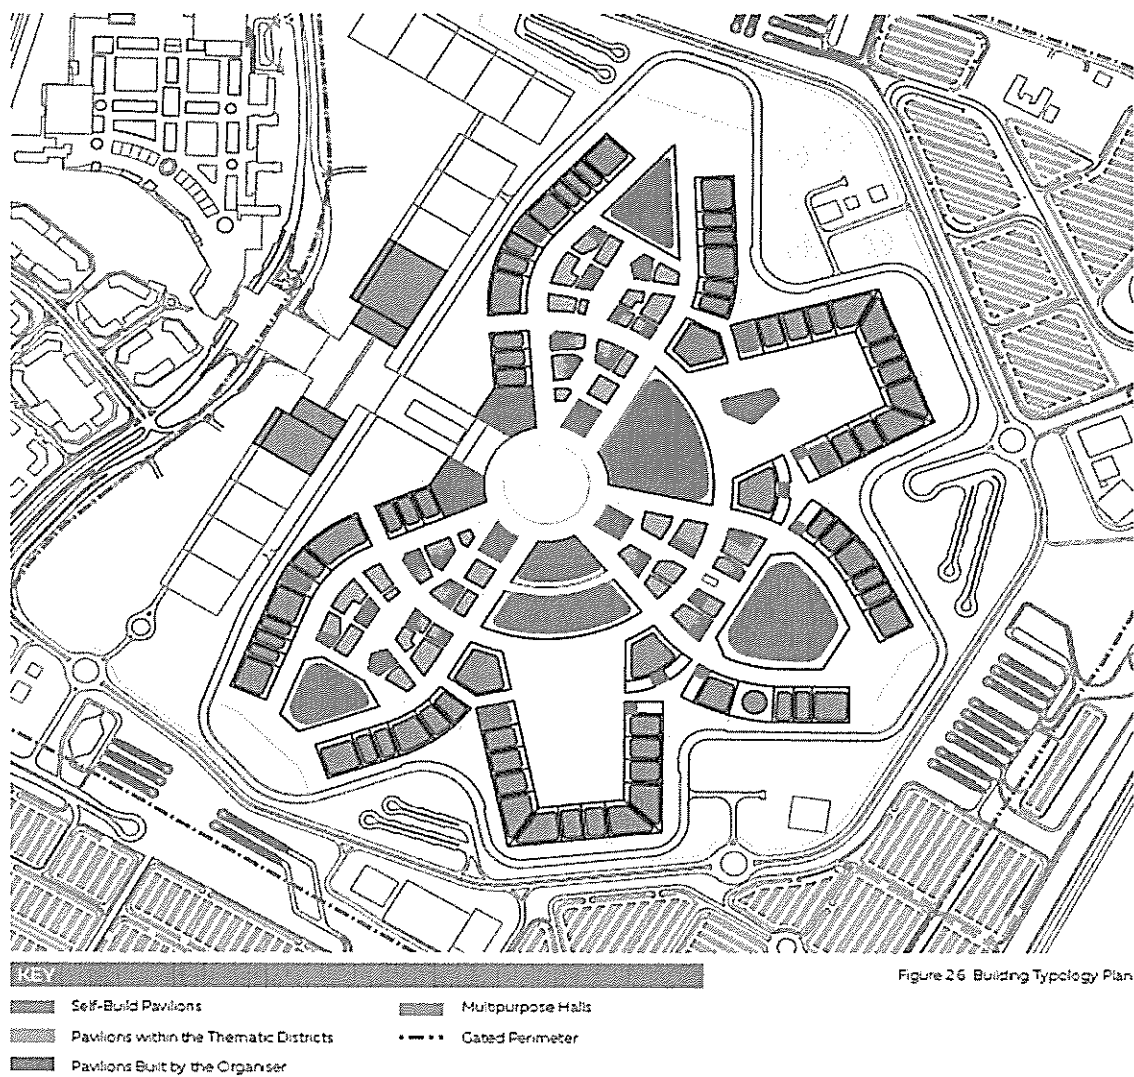 KEY
Figure 2.6 Building Typology Plan
Self-Build Pavilions
Multipurpose Halls
Pavilions within the Thematic Districts
Gated Perimeter
Pavilions Built by the Organiser